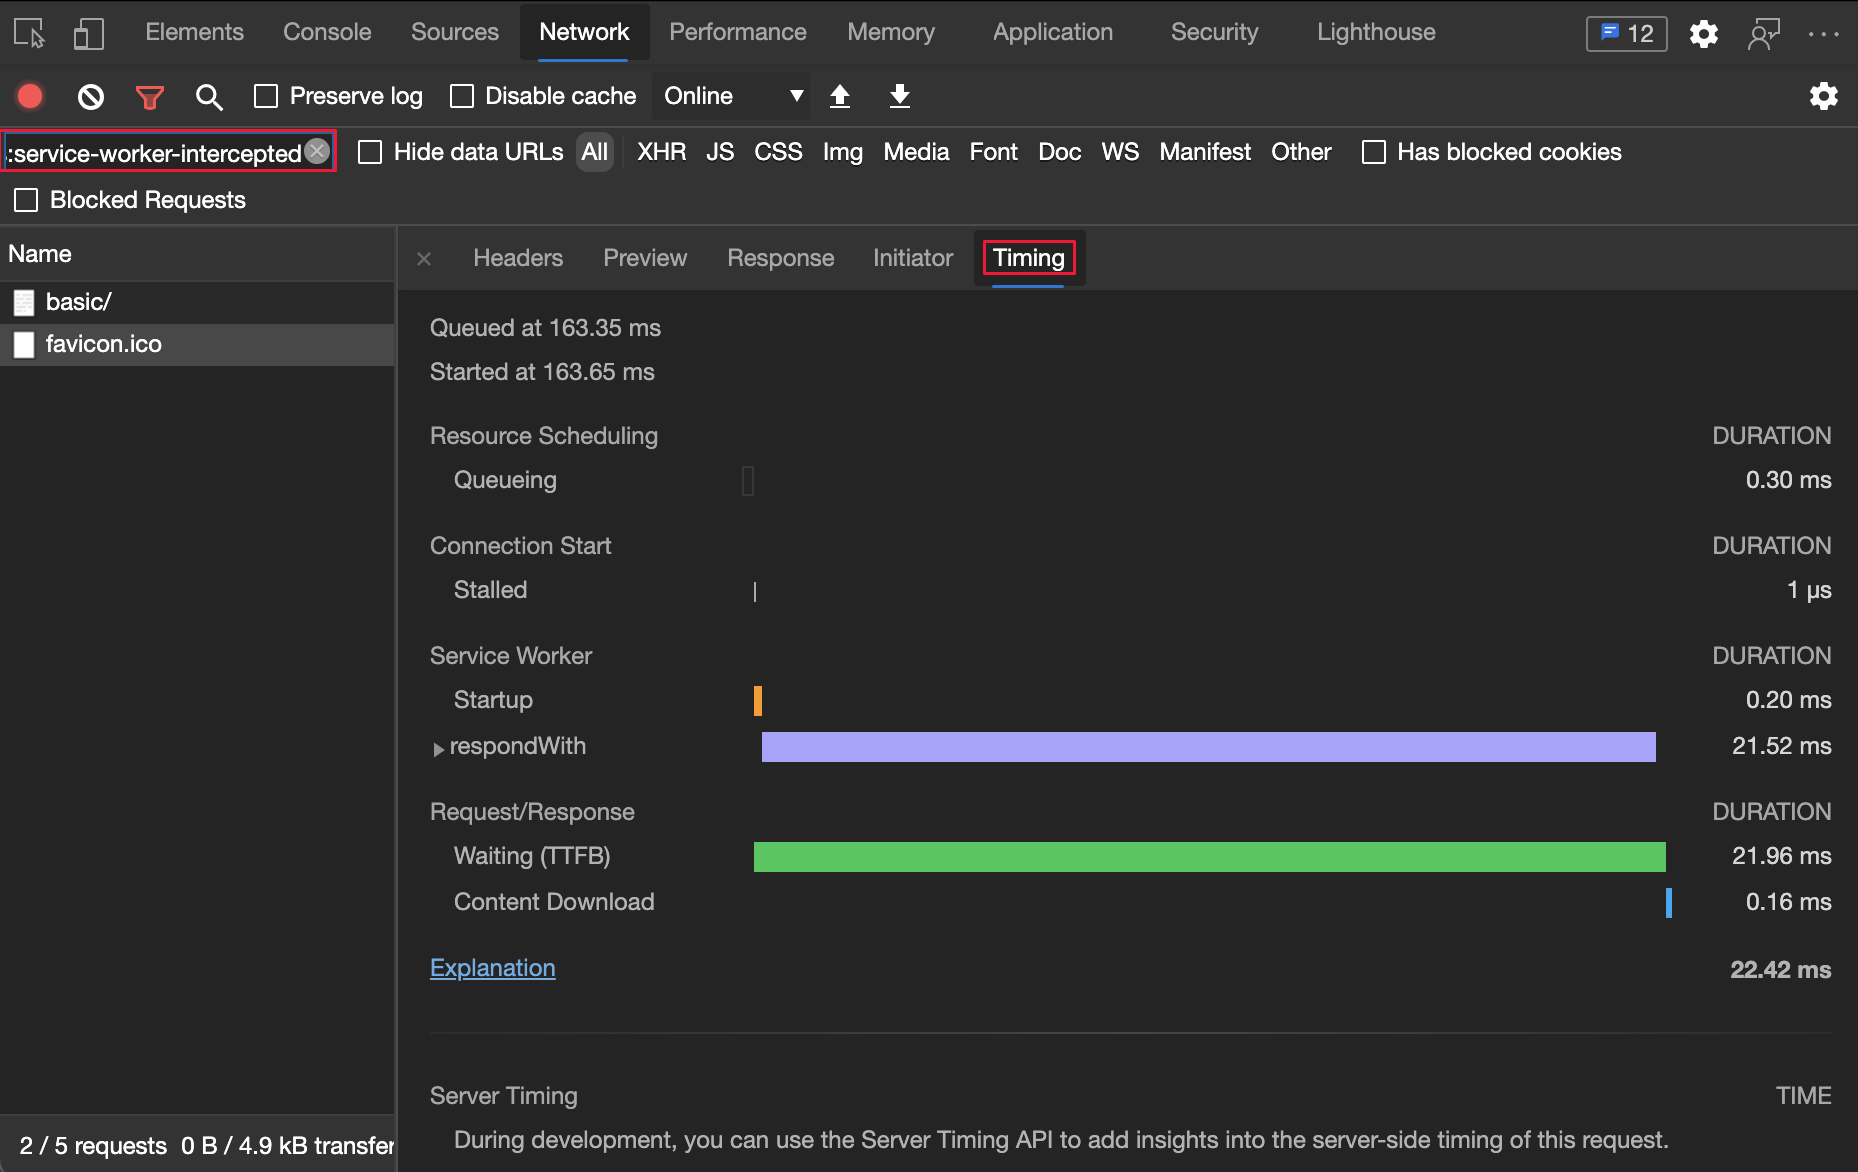 Elements Console Sources Network Performance Memory Application Security Lighthouse 12
Preserve log Disable cache Online
:service-worker-intercepted Hide data URLs All XHR JS CSS Img Media Font Doc WS Manifest Other Has blocked cookies
Blocked Requests
Name
basic/
favicon.ico
2 / 5 requests 0 B / 4.9 kB transfer
Headers Preview Response Initiator Timing
Queued at 163.35 ms
Started at 163.65 ms
Resource Scheduling DURATION
Queueing 0.30 ms
Connection Start DURATION
Stalled 1 μs
Service Worker DURATION
Startup 0.20 ms
respondWith 21.52 ms
Request/Response DURATION
Waiting (TTFB) 21.96 ms
Content Download 0.16 ms
Explanation 22.42 ms
Server Timing TIME
During development, you can use the Server Timing API to add insights into the server-side timing of this request.